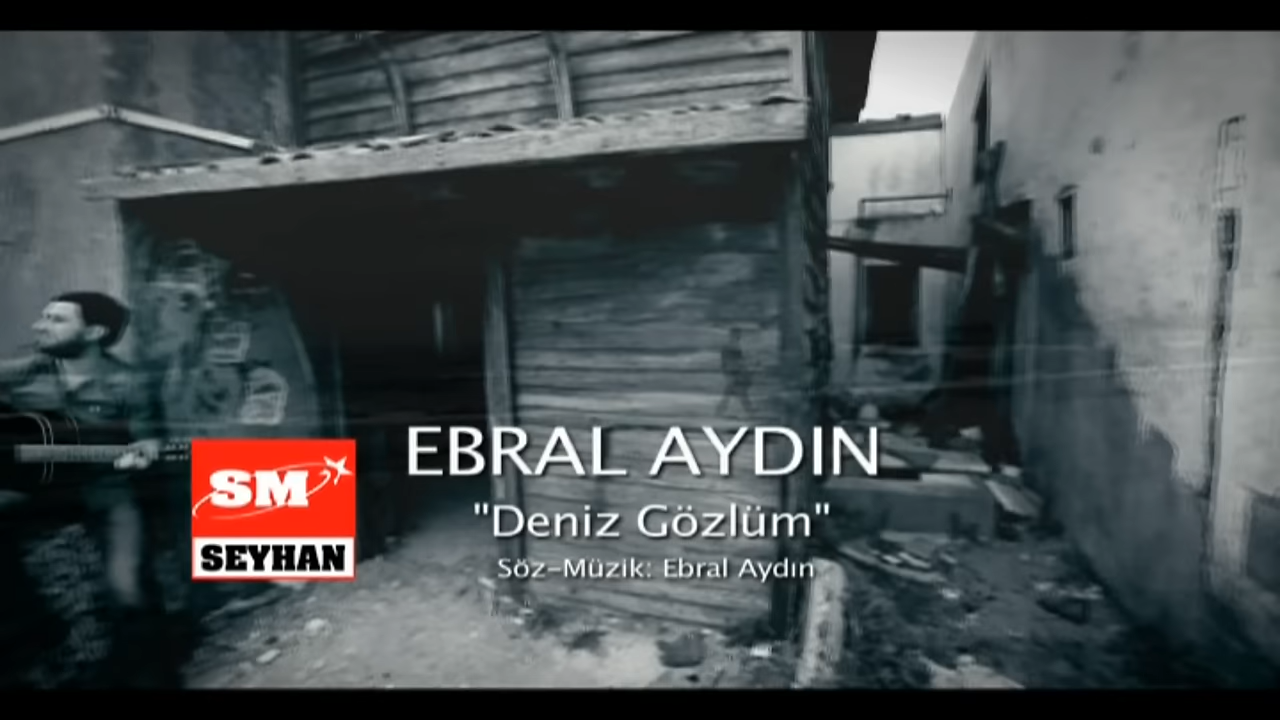 EBRAL AYDIN
"Deniz Gözlüm"
Söz-Müzik: Ebral Aydın
SM
SEYHAN